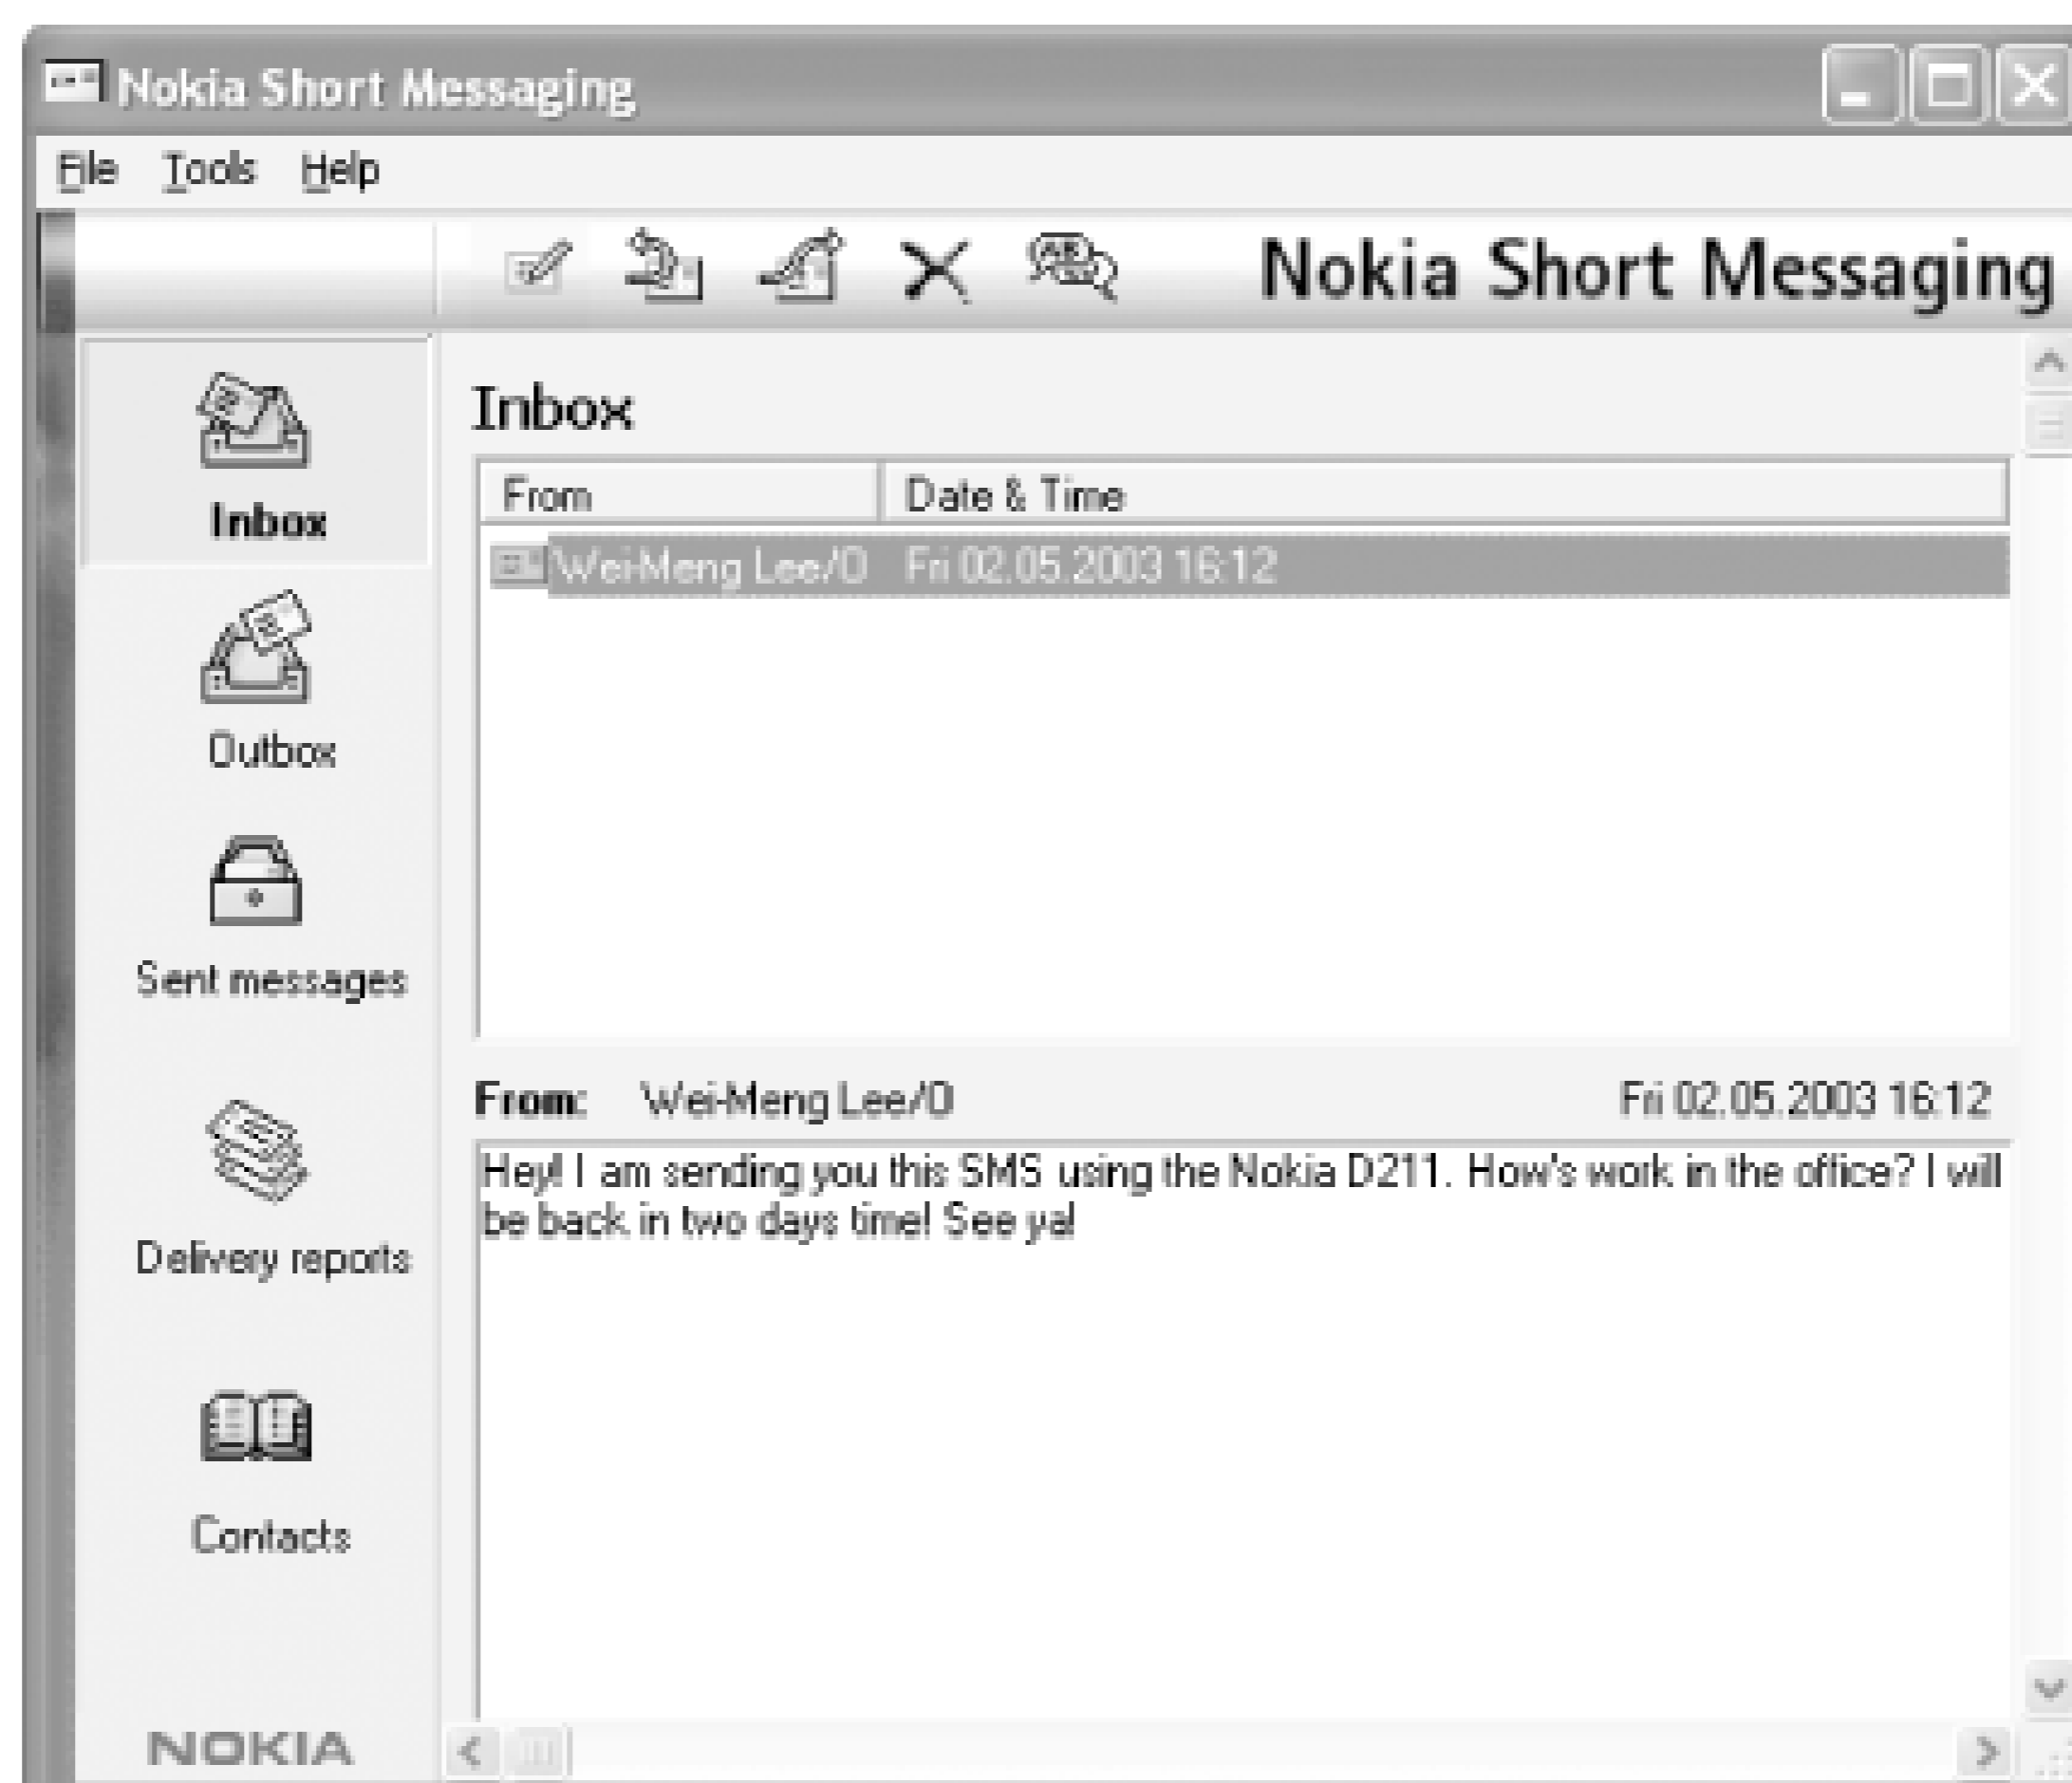 Nokia Short Messaging
File Tools Help
Nokia Short Messaging
Inbox
Outbox
Sent messages
Delivery reports
Contacts
NOKIA
Inbox
From Date & Time
Wei-Meng Lee/O Fri 02.05.2003 16:12
From: Wei-Meng Lee/O Fri 02.05.2003 16:12
Hey! I am sending you this SMS using the Nokia D211. How's work in the office? I will
be back in two days time! See ya!